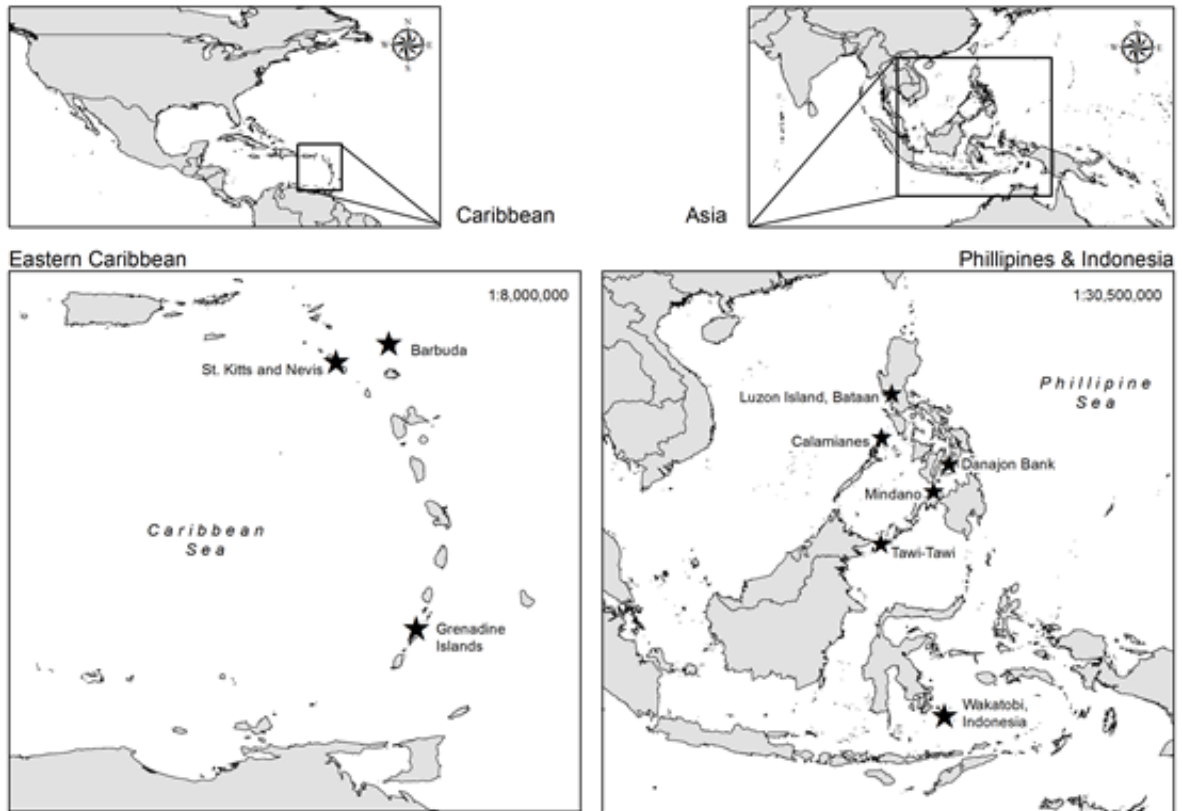 N
W E
S
Caribbean
N
W E
S
Asia
Eastern Caribbean
1:8,000,000
Barbuda
St. Kitts and Nevis
Caribbean
Sea
Grenadine
Islands
Phillipines & Indonesia
1:30,500,000
Phillipine
Sea
Luzon Island, Bataan
Calamianes
Danajon Bank
Mindano
Tawi-Tawi
Wakatobi,
Indonesia